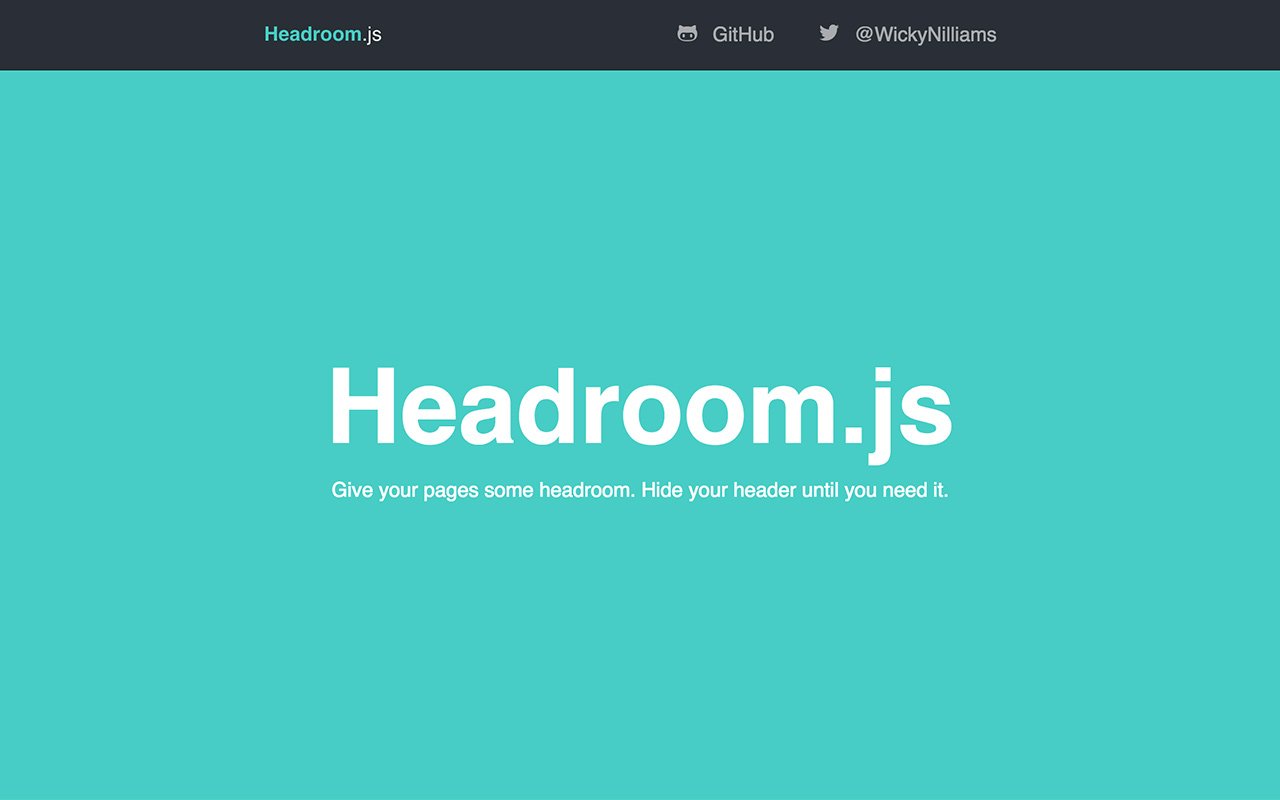 Headroom.js
GitHub
@WickyNilliams
Headroom.js
Give your pages some headroom. Hide your header until you need it.